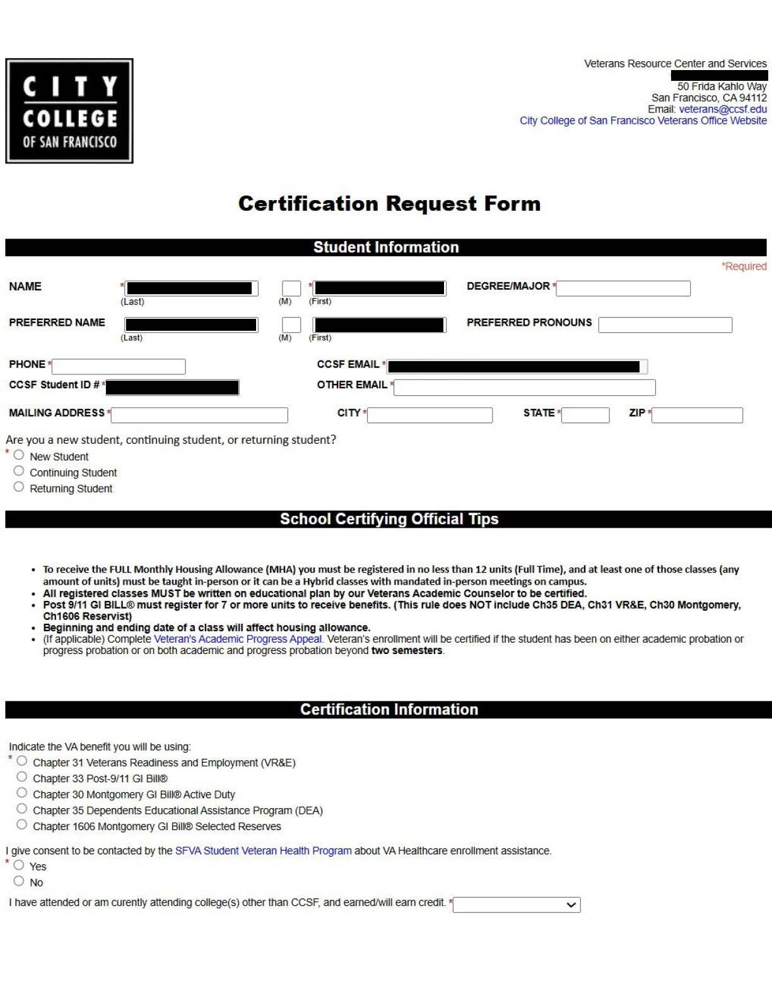 CITY
COLLEGE
OF SAN FRANCISCO
Veterans Resource Center and Services
50 Frida Kahlo Way
San Francisco, CA 94112
Email: veterans@ccsf.edu
City College of San Francisco Veterans Office Website
Certification Request Form
Student Information
*Required
NAME * * DEGREE/MAJOR *
(Last) (M) (First)
PREFERRED NAME PREFERRED PRONOUNS
(Last) (M) (First)
PHONE * CCSF EMAIL *
CCSF Student ID # * OTHER EMAIL *
MAILING ADDRESS * CITY * STATE * ZIP *
Are you a new student, continuing student, or returning student?
* New Student
Continuing Student
Returning Student
School Certifying Official Tips
• To receive the FULL Monthly Housing Allowance (MHA) you must be registered in no less than 12 units (Full Time), and at least one of those classes (any
amount of units) must be taught in-person or it can be a Hybrid classes with mandated in-person meetings on campus.
• All registered classes MUST be written on educational plan by our Veterans Academic Counselor to be certified.
• Post 9/11 GI BILL® must register for 7 or more units to receive benefits. (This rule does NOT include Ch35 DEA, Ch31 VR&E, Ch30 Montgomery,
Ch1606 Reservist)
• Beginning and ending date of a class will affect housing allowance.
• (If applicable) Complete Veteran's Academic Progress Appeal. Veteran's enrollment will be certified if the student has been on either academic probation or
progress probation or on both academic and progress probation beyond two semesters.
Certification Information
Indicate the VA benefit you will be using:
* Chapter 31 Veterans Readiness and Employment (VR&E)
Chapter 33 Post-9/11 GI Bill®
Chapter 30 Montgomery GI Bill® Active Duty
Chapter 35 Dependents Educational Assistance Program (DEA)
Chapter 1606 Montgomery GI Bill® Selected Reserves
I give consent to be contacted by the SFVA Student Veteran Health Program about VA Healthcare enrollment assistance.
* Yes
No
I have attended or am curently attending college(s) other than CCSF, and earned/will earn credit. *